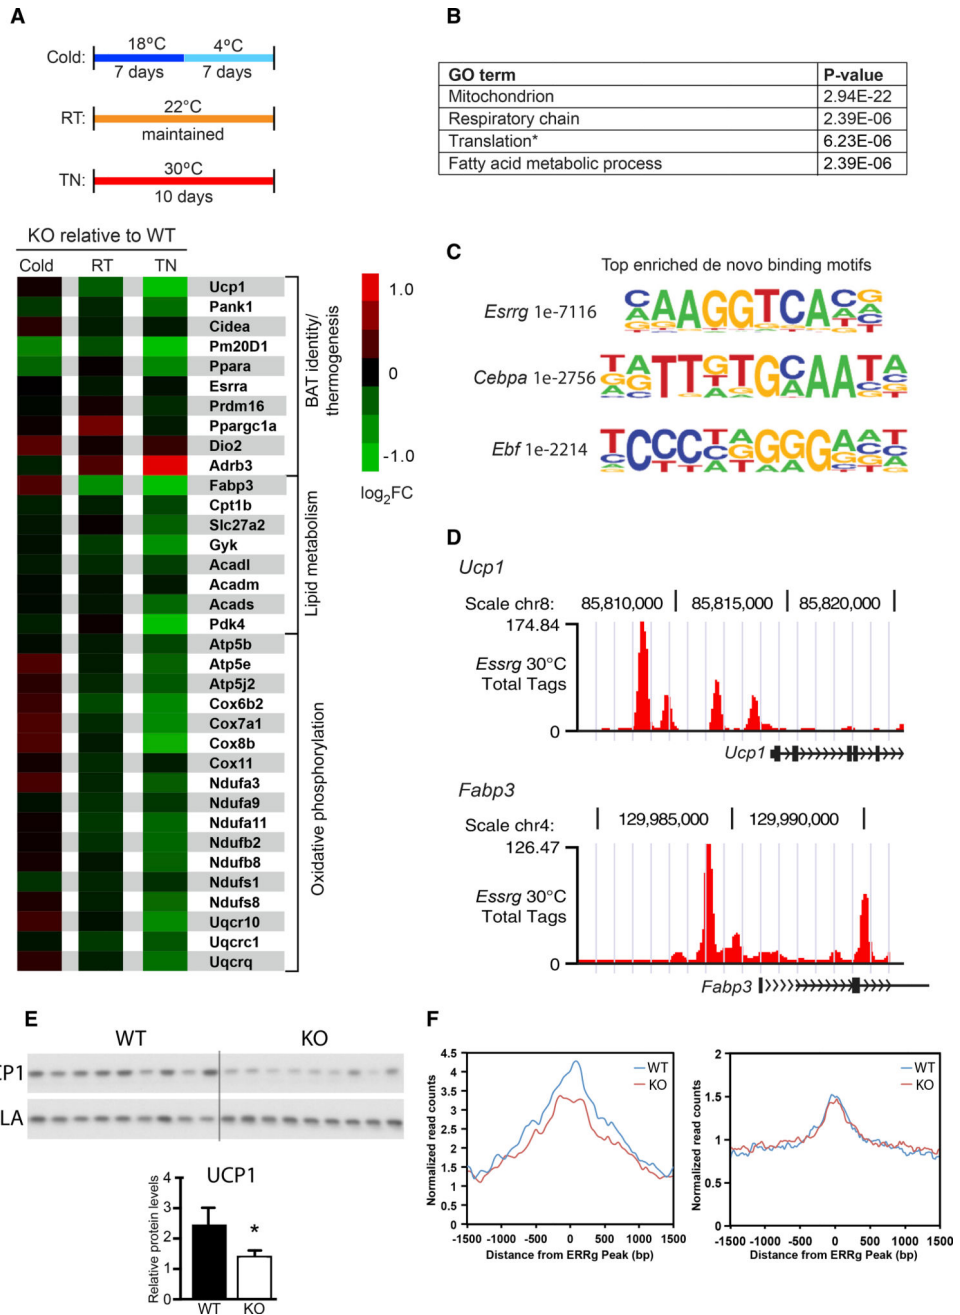 A
Cold:
18°C
4°C
7 days
7 days
RT:
22°C
maintained
TN:
30°C
10 days
KO relative to WT
Cold
RT
TN
Ucp1
Pank1
Cidea
Pm20D1
Ppara
Esrra
Prdm16
Ppargc1a
Dio2
Adrb3
Fabp3
Cpt1b
Slc27a2
Gyk
Acadl
Acadm
Acads
Pdk4
Atp5b
Atp5e
Atp5j2
Cox6b2
Cox7a1
Cox8b
Cox11
Ndufa3
Ndufa9
Ndufa11
Ndufb2
Ndufb8
Ndufs1
Ndufs8
Uqcr10
Uqcrc1
Uqcrq
BAT identity/
thermogenesis
Lipid metabolism
Oxidative phosphorylation
1.0
0
-1.0
log2FC
B
GO term P-value
Mitochondrion 2.94E-22
Respiratory chain 2.39E-06
Translation* 6.23E-06
Fatty acid metabolic process 2.39E-06
C
Top enriched de novo binding motifs
Esrrg 1e-7116
Cebpa 1e-2756
Ebf 1e-2214
D
Ucp1
Scale chr8: 85,810,000 85,815,000 85,820,000
174.84
Essrg 30°C
Total Tags
0
Ucp1
Fabp3
Scale chr4: 129,985,000 129,990,000
126.47
Essrg 30°C
Total Tags
0
Fabp3
E
WT
KO
CP1
LA
UCP1
Relative protein levels
4
3
2
1
0
*
WT
KO
F
Normalized read counts
4.5
4
3.5
3
2.5
2
1.5
1
0.5
0
WT
KO
-1500 -1000 -500 0 500 1000 1500
Distance from ERRg Peak (bp)
Normalized read counts
2
1.5
1
0.5
0
WT
KO
-1500 -1000 -500 0 500 1000 1500
Distance from ERRg Peak (bp)